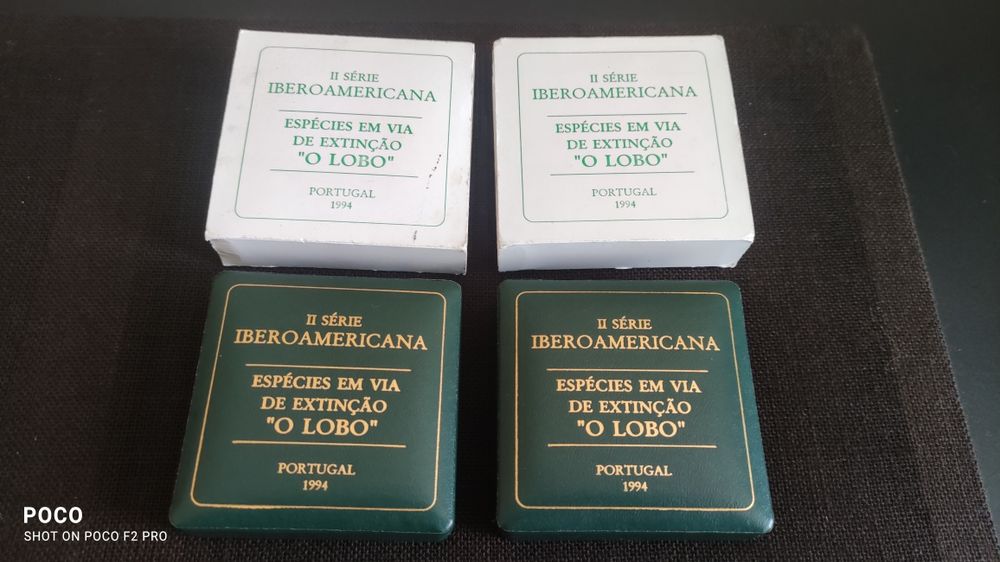 II SÉRIE
IBEROAMERICANA
ESPÉCIES EM VIA
DE EXTINÇÃO
"O LOBO"
PORTUGAL
1994
II SÉRIE
IBEROAMERICANA
ESPÉCIES EM VIA
DE EXTINÇÃO
"O LOBO"
PORTUGAL
1994
II SÉRIE
IBEROAMERICANA
ESPÉCIES EM VIA
DE EXTINÇÃO
"O LOBO"
PORTUGAL
1994
II SÉRIE
IBEROAMERICANA
ESPÉCIES EM VIA
DE EXTINÇÃO
"O LOBO"
PORTUGAL
1994
POCO
SHOT ON POCO F2 PRO